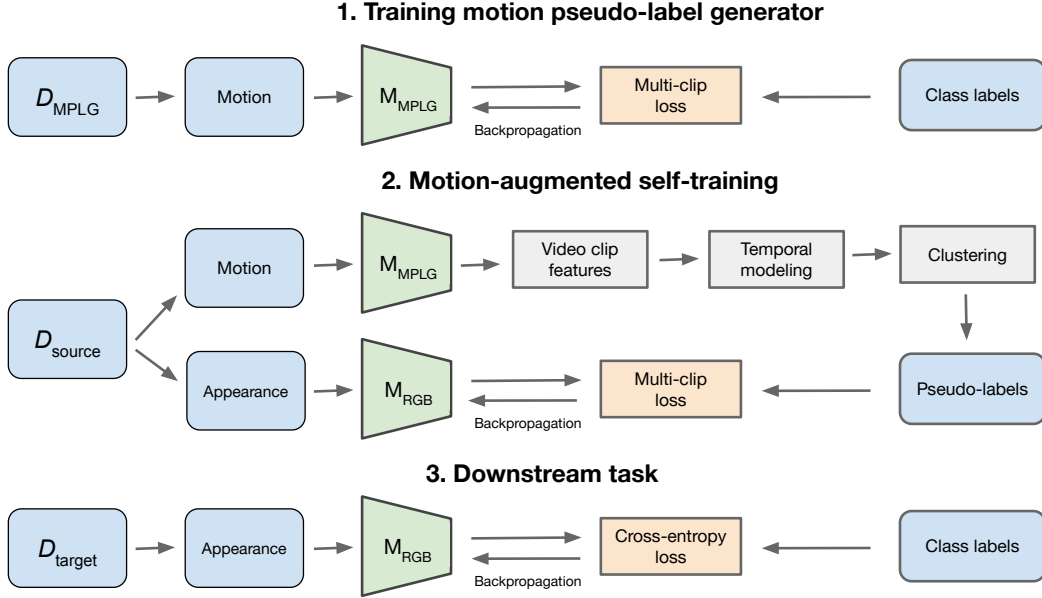 1. Training motion pseudo-label generator
D_MPLG
Motion
M_MPLG
Backpropagation
Multi-clip
loss
Class labels
2. Motion-augmented self-training
D_source
Motion
M_MPLG
Video clip
features
Temporal
modeling
Clustering
Appearance
M_RGB
Backpropagation
Multi-clip
loss
Pseudo-labels
3. Downstream task
D_target
Appearance
M_RGB
Backpropagation
Cross-entropy
loss
Class labels